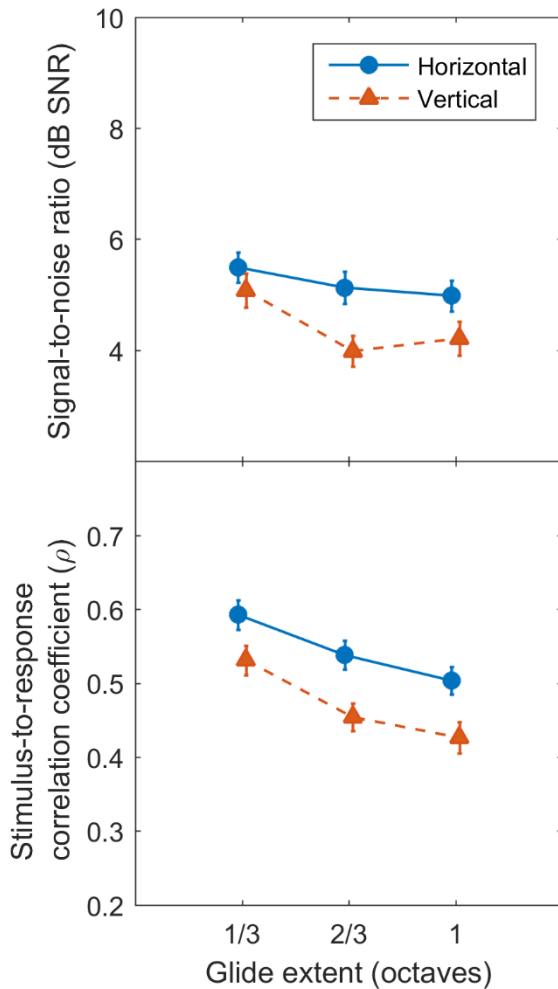 10
8
6
4
Signal-to-noise ratio (dB SNR)
Horizontal
Vertical
0.7
0.6
0.5
0.4
0.3
0.2
Stimulus-to-response
correlation coefficient (ρ)
1/3 2/3 1
Glide extent (octaves)